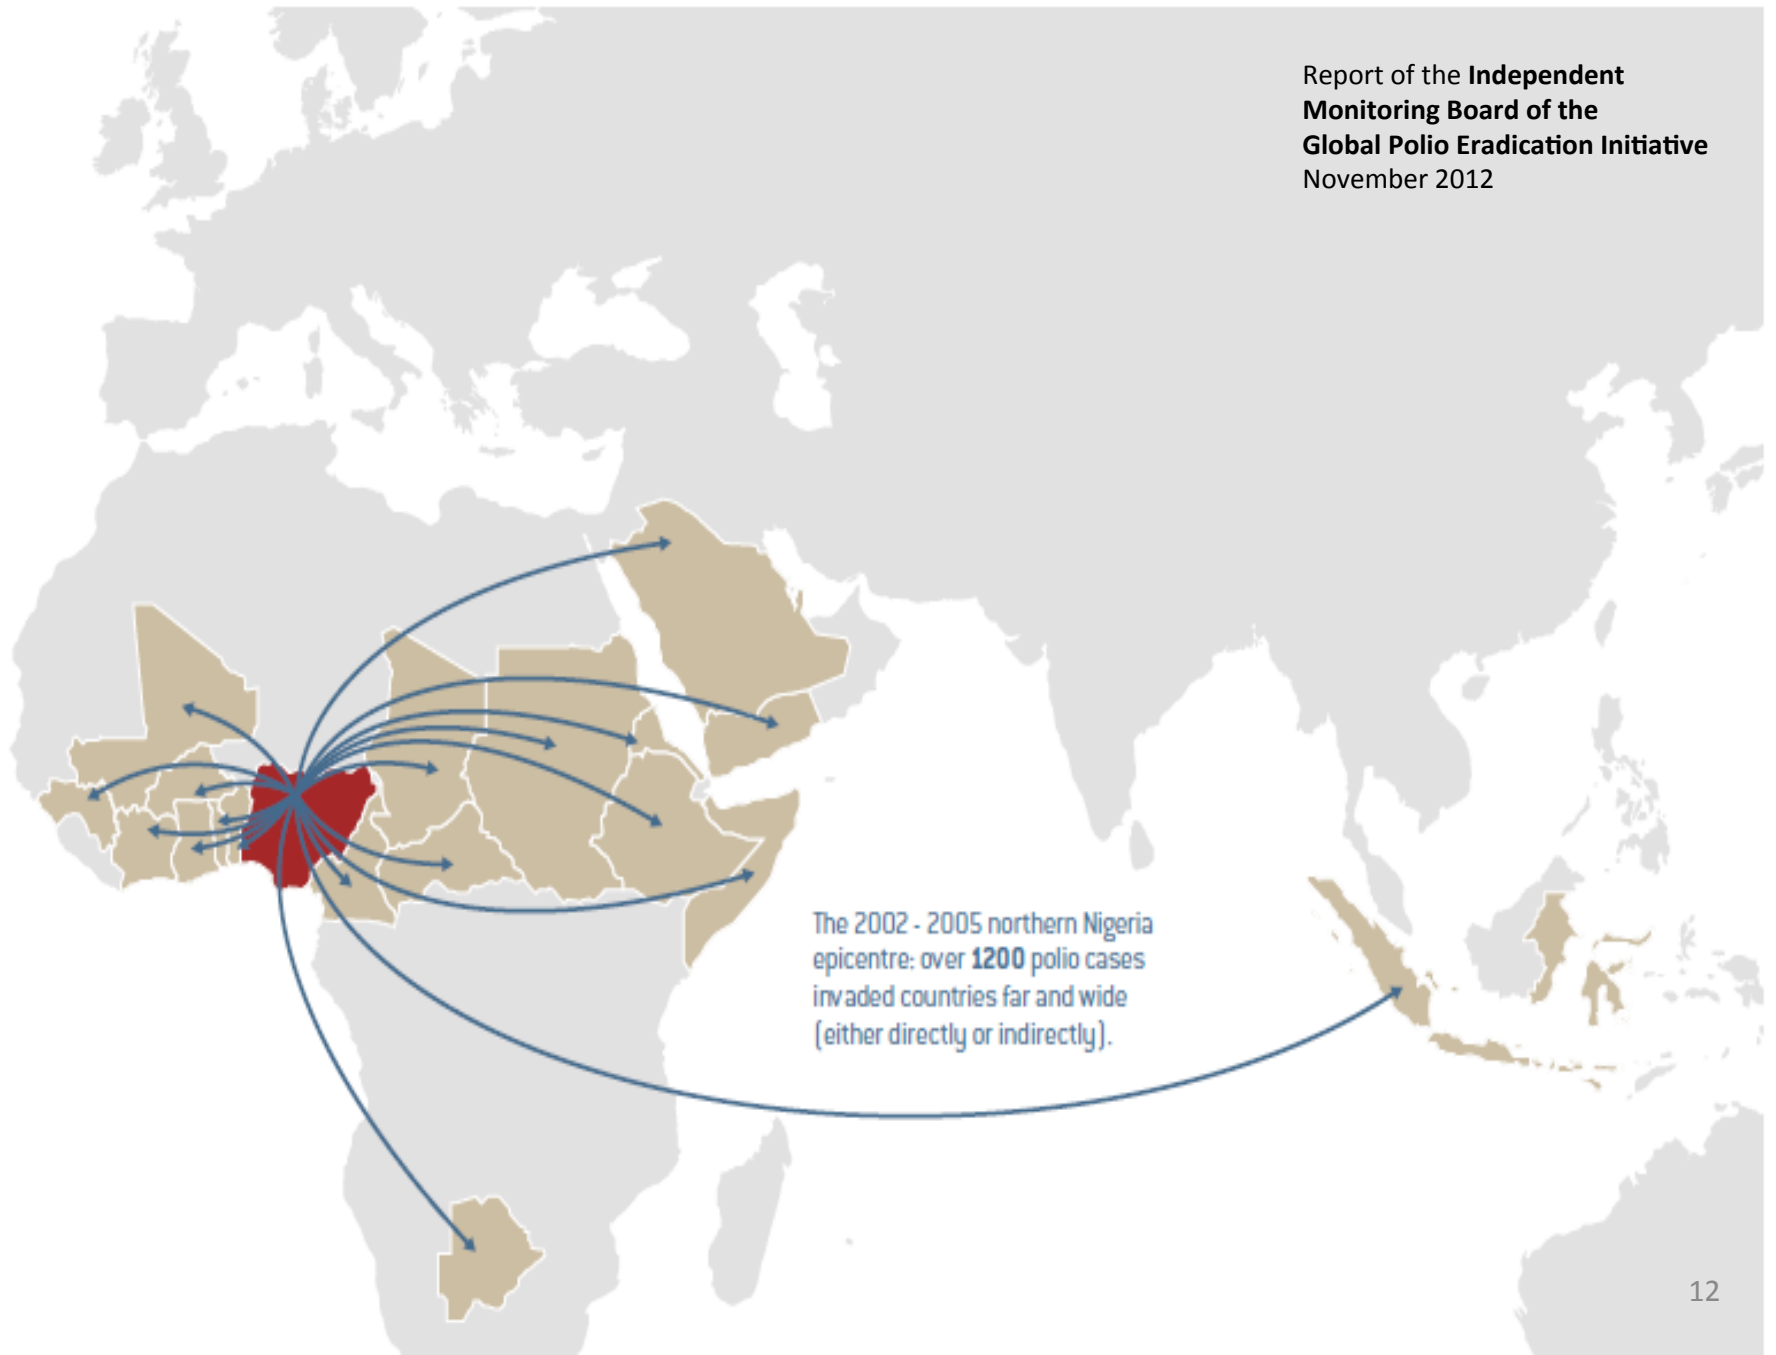 Report of the Independent
Monitoring Board of the
Global Polio Eradication Initiative
November 2012
The 2002 - 2005 northern Nigeria
epicentre: over 1200 polio cases
invaded countries far and wide
(either directly or indirectly).
12